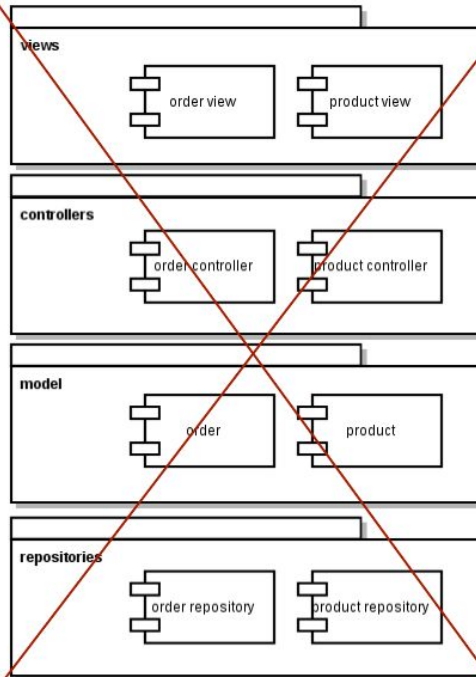 views
order view
product view
controllers
order controller
product controller
model
order
product
repositories
order repository
product repository